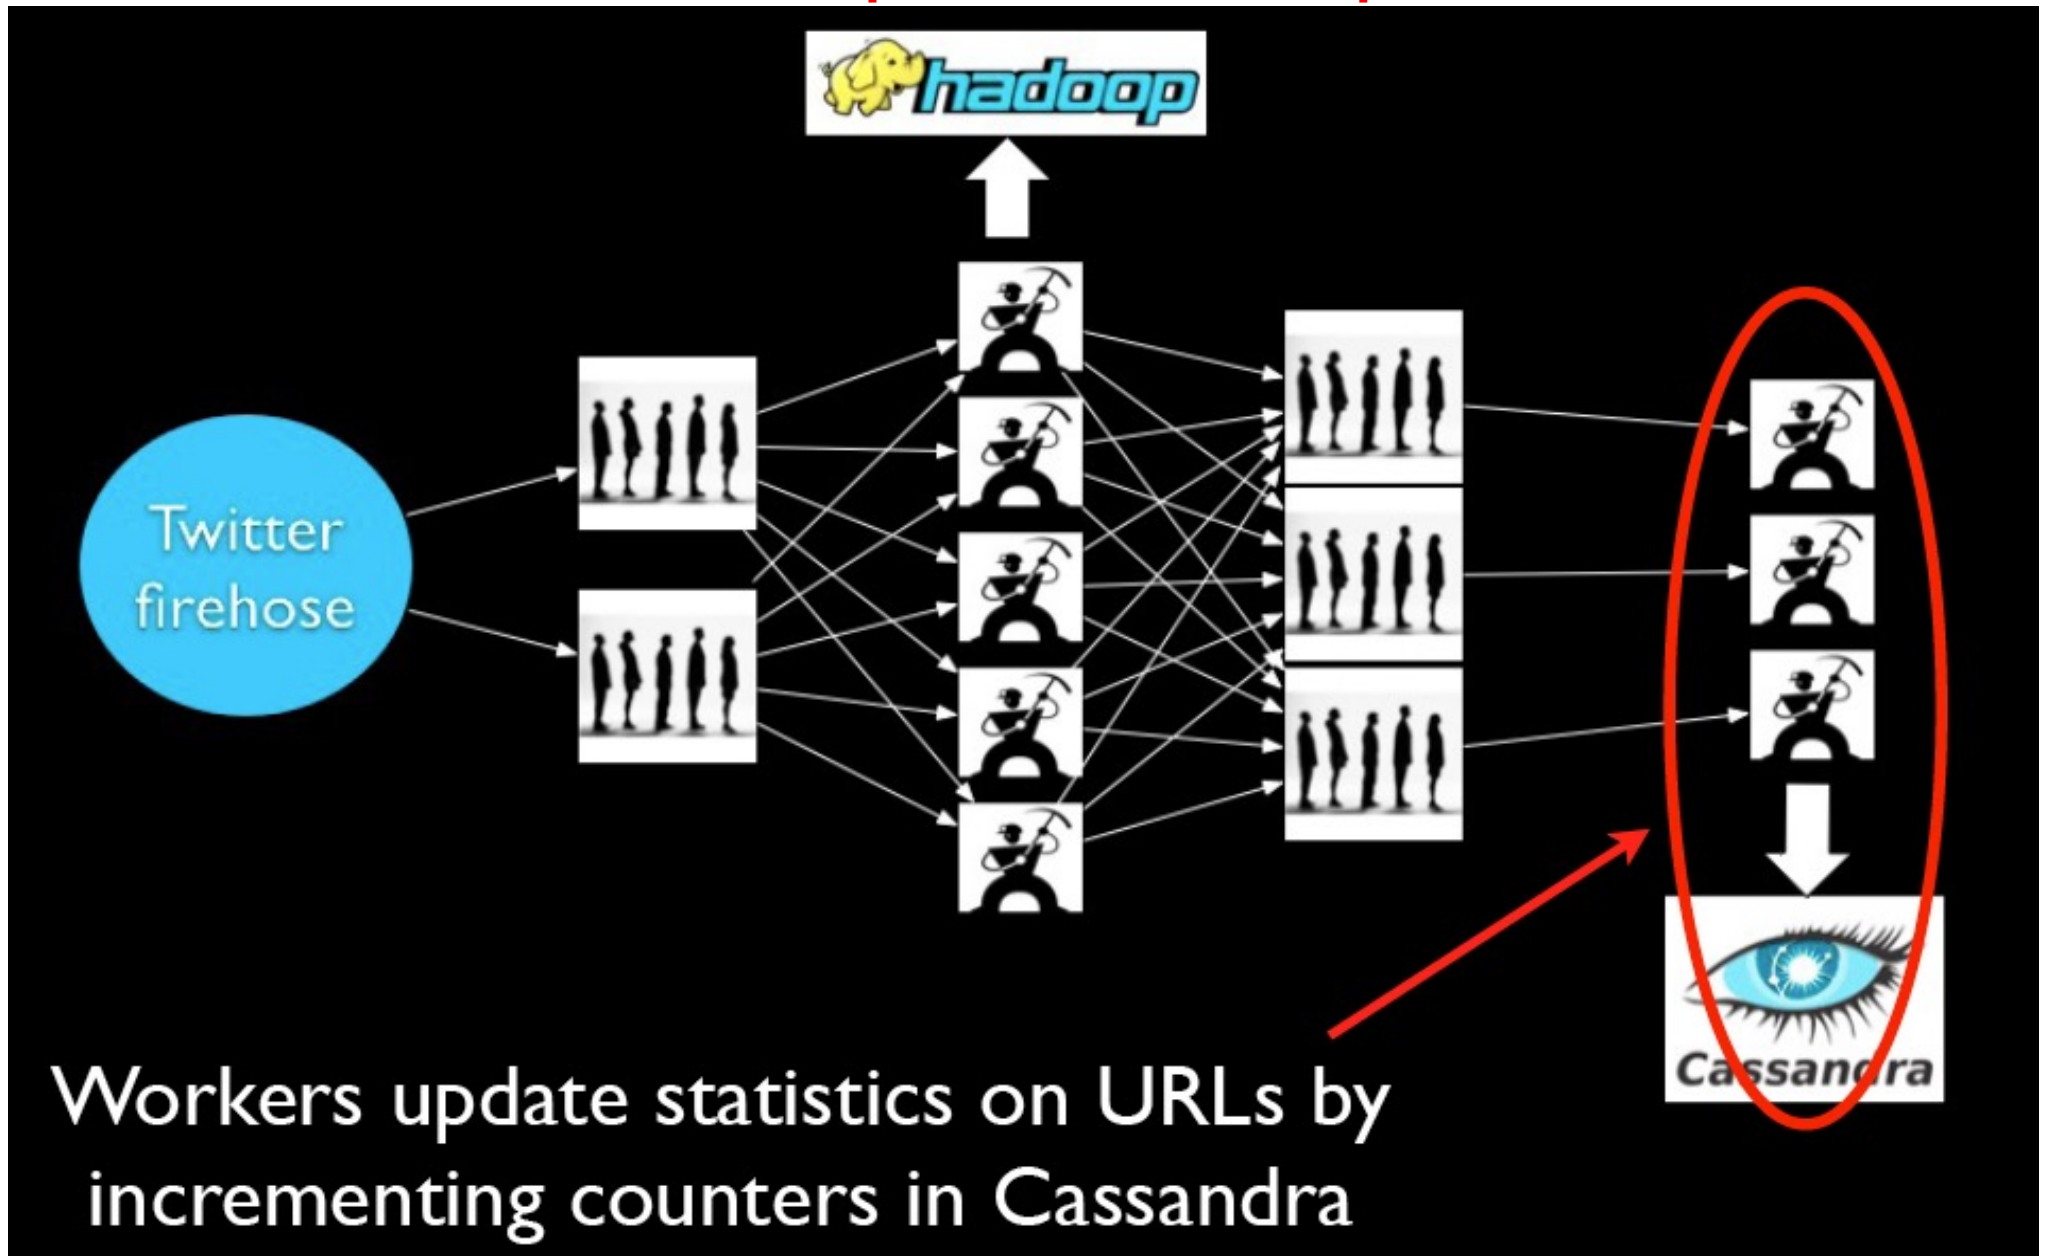 hadoop
Twitter
firehose
Cassandra
Workers update statistics on URLs by
incrementing counters in Cassandra